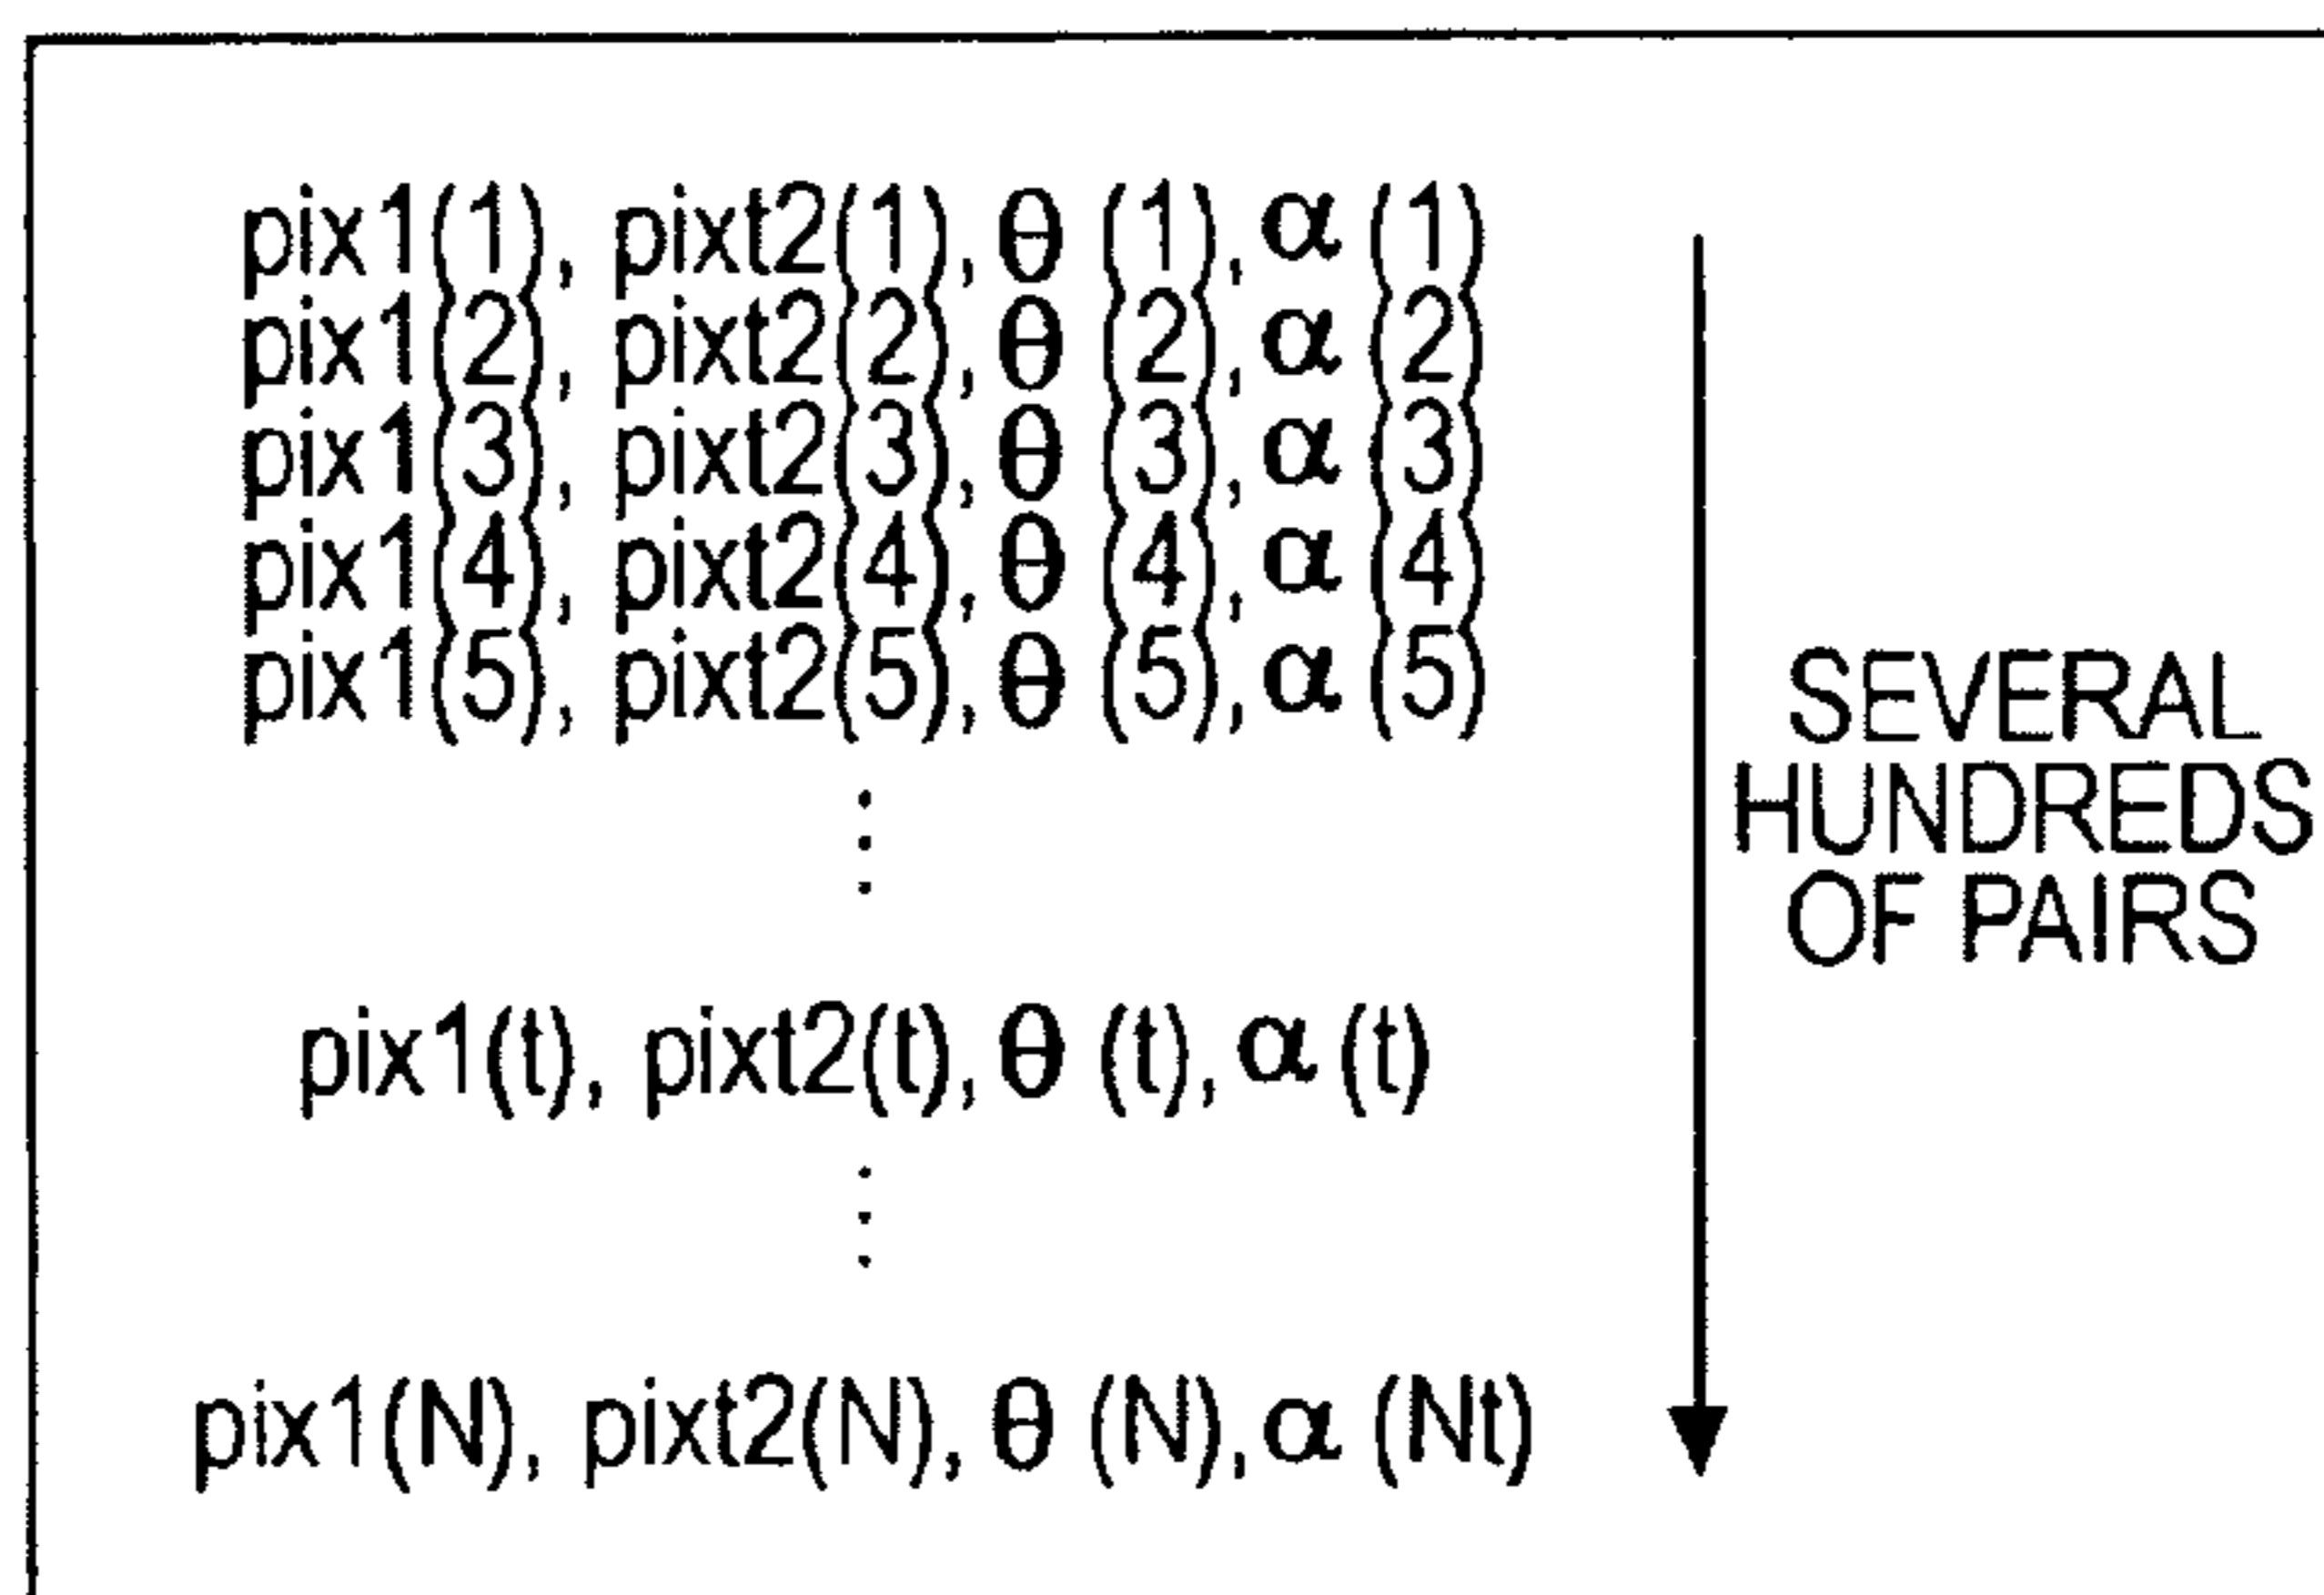 pix1(1), pixt2(1), θ (1), α (1)
pix1(2), pixt2(2), θ (2), α (2)
pix1(3), pixt2(3), θ (3), α (3)
pix1(4), pixt2(4), θ (4), α (4)
pix1(5), pixt2(5), θ (5), α (5)
pix1(t), pixt2(t), θ (t), α (t)
pix1(N), pixt2(N), θ (N), α (Nt)
SEVERAL
HUNDREDS
OF PAIRS